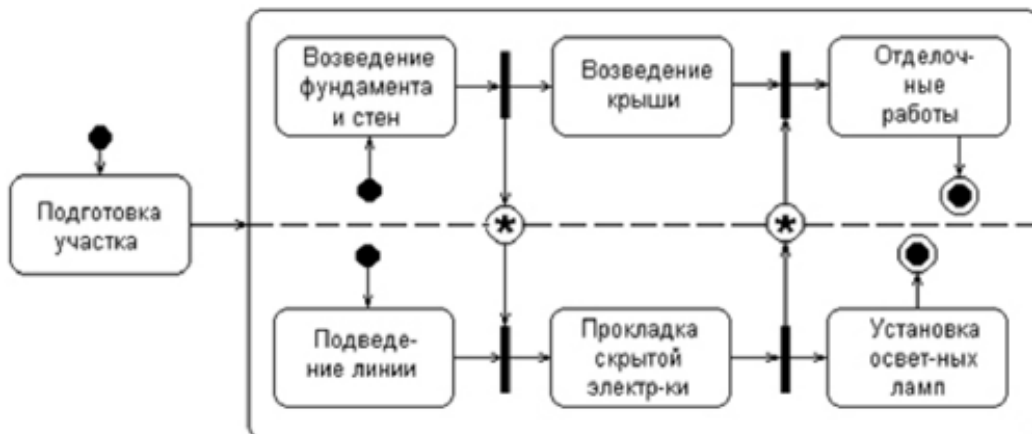 Возведение
фундамента
и стен
Возведение
крыши
Отделоч-
ные
работы
Подготовка
участка
*
*
Подведе-
ние линии
Прокладка
скрытой
электр-ки
Установка
освет-ных
ламп